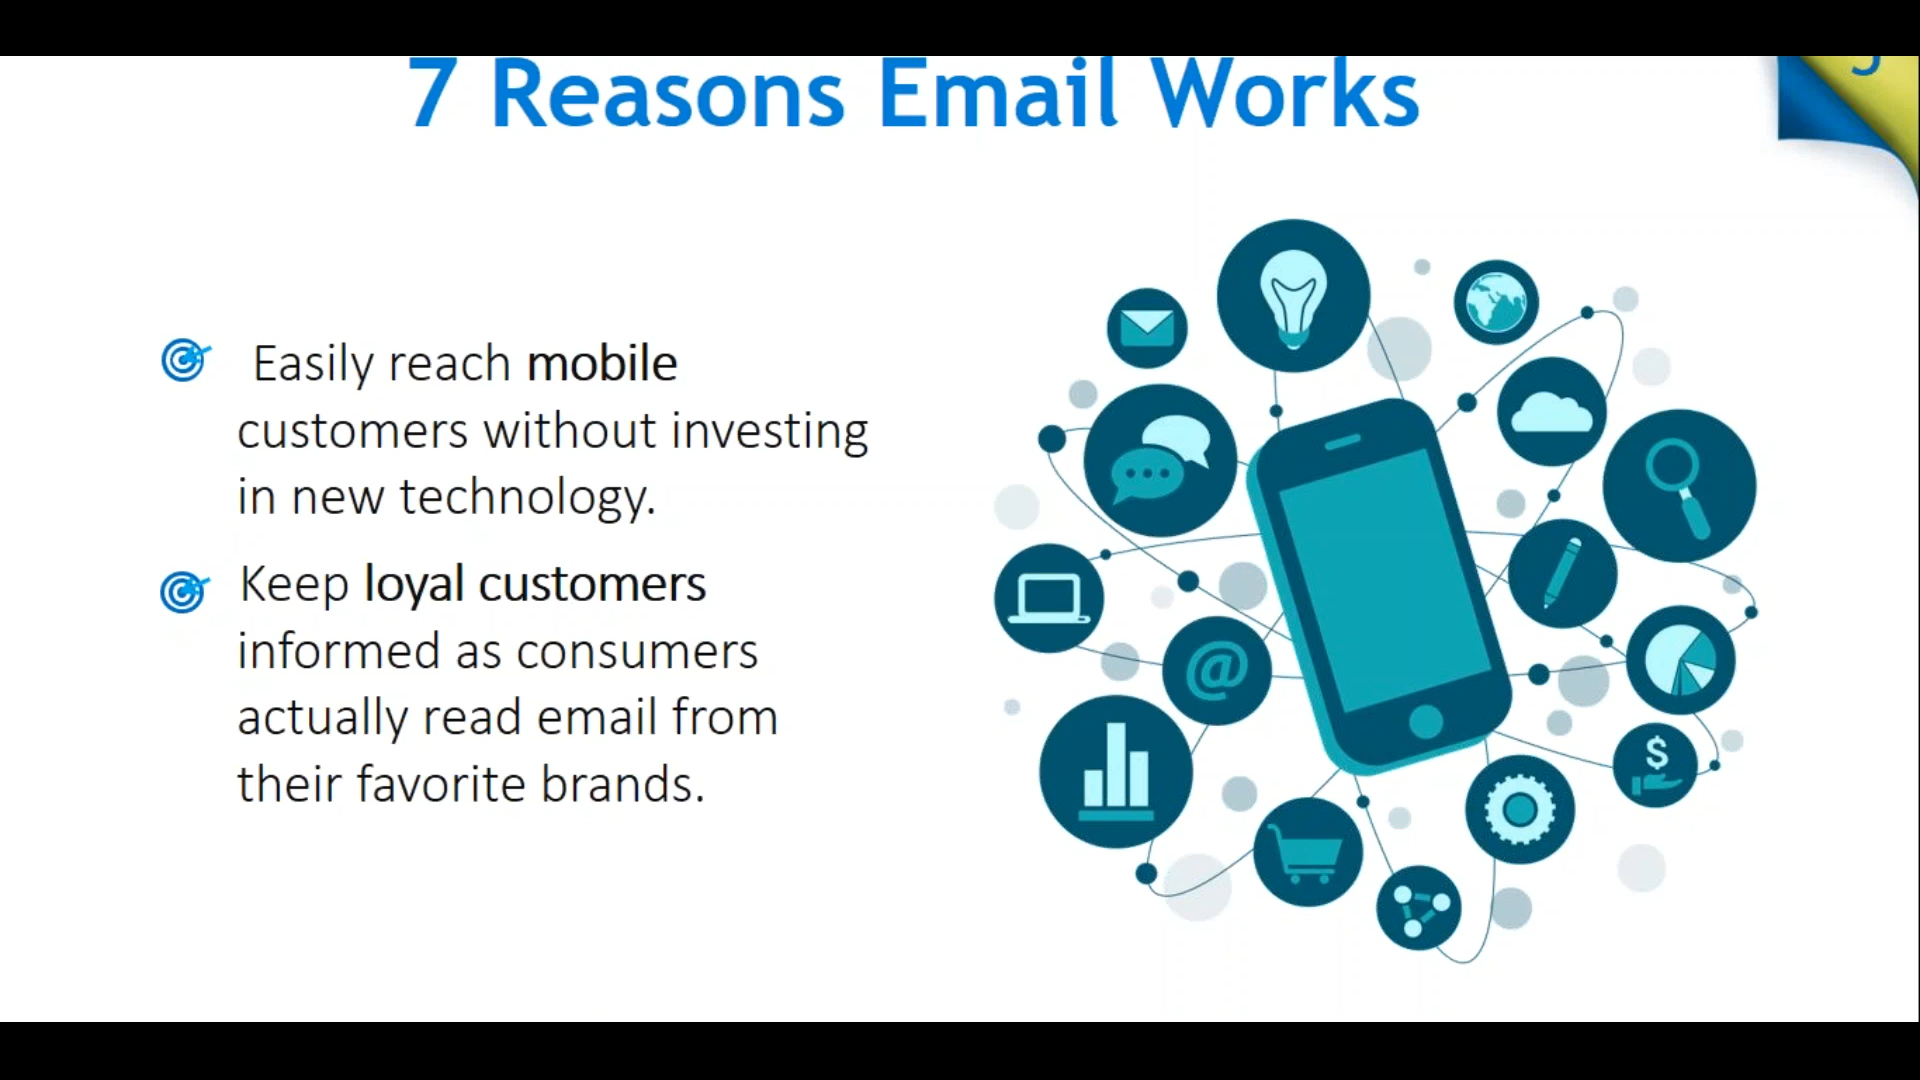 7 Reasons Email Works
Easily reach mobile
customers without investing
in new technology.
Keep loyal customers
informed as consumers
actually read email from
their favorite brands.
@
$